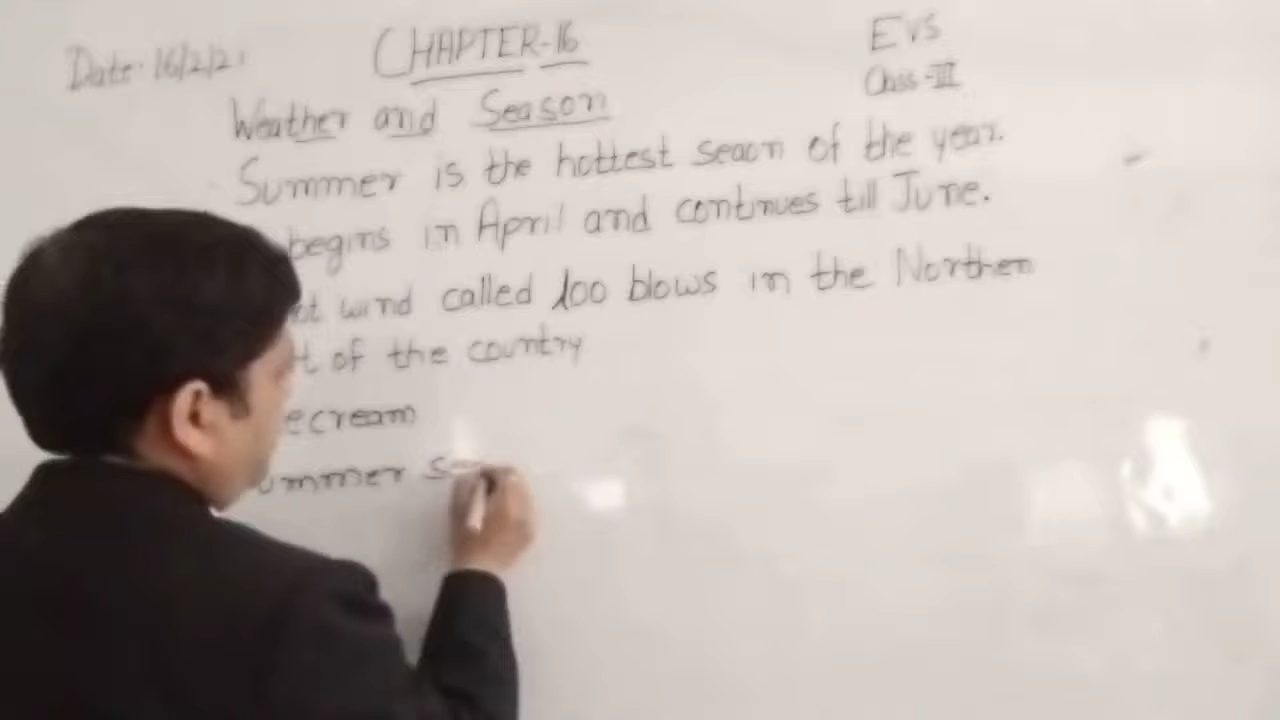 Date: 16/2/21
CHAPTER-16
EVS
Class-III
Weather and Season
Summer is the hottest seaon of the year.
begins in April and continues till June.
wind called loo blows in the Northen
of the country
ecream
ummer s